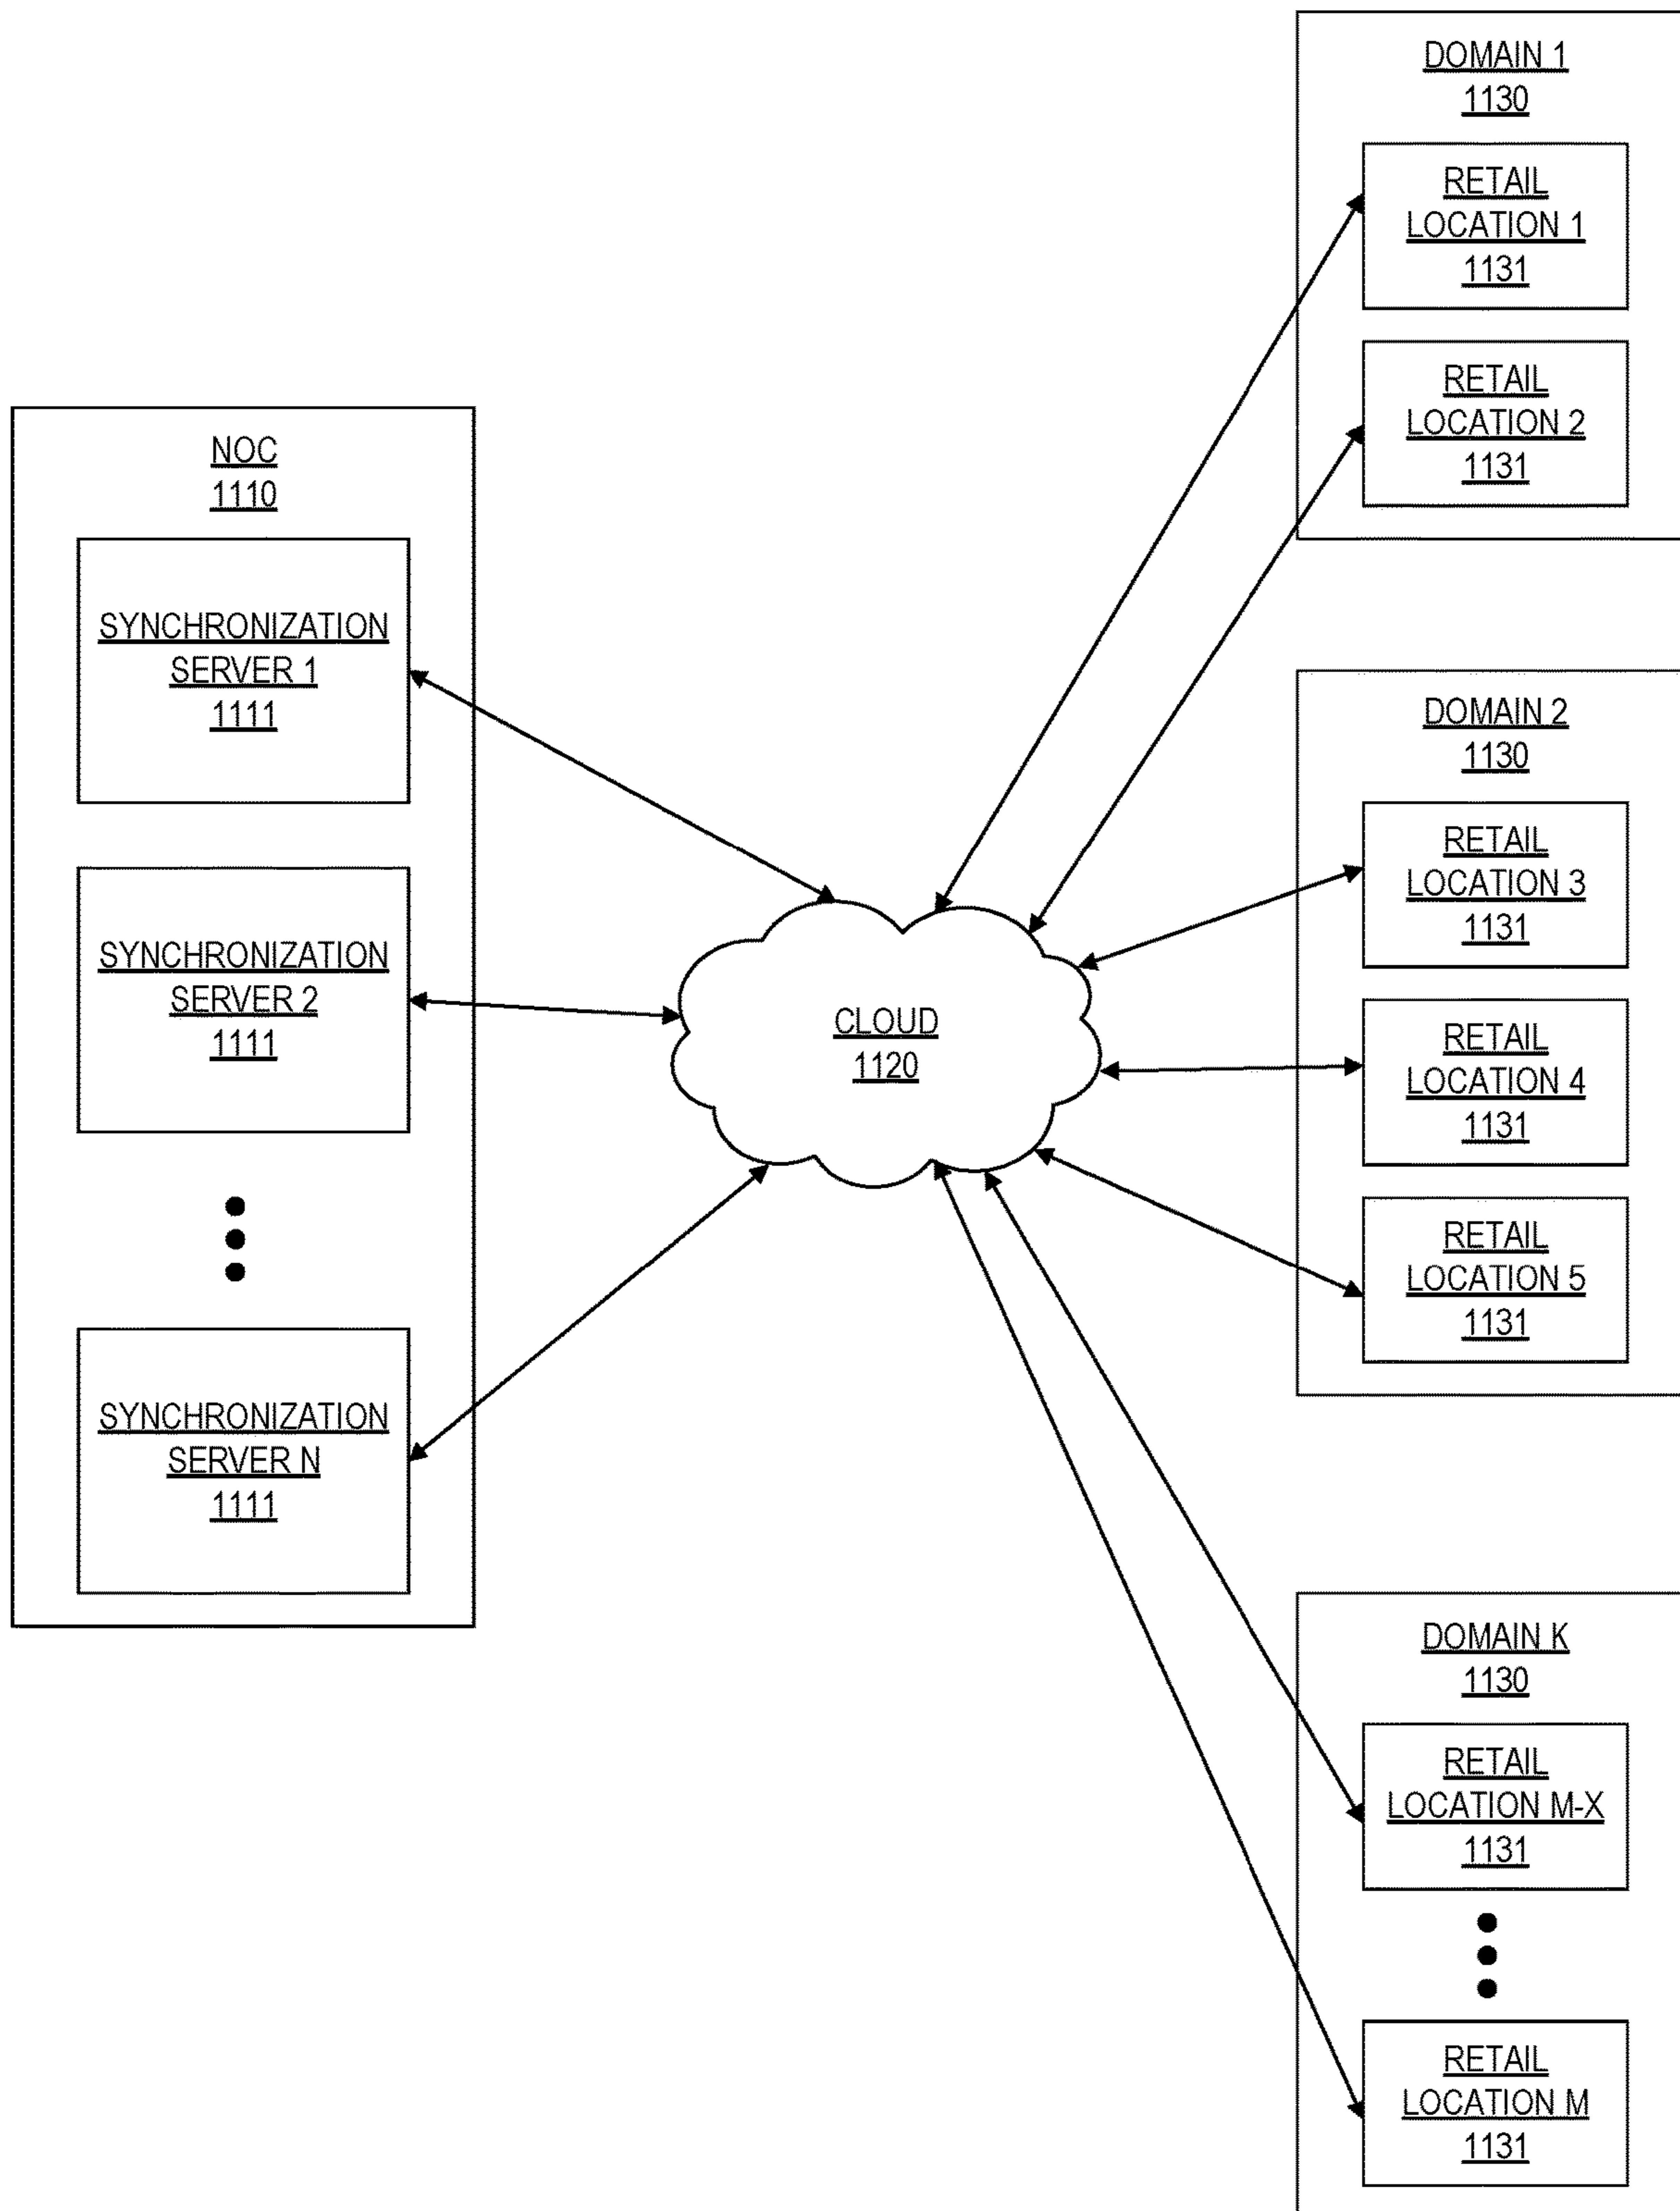 NOC
1110
SYNCHRONIZATION
SERVER 1
1111
SYNCHRONIZATION
SERVER 2
1111
SYNCHRONIZATION
SERVER N
1111
CLOUD
1120
DOMAIN 1
1130
RETAIL
LOCATION 1
1131
RETAIL
LOCATION 2
1131
DOMAIN 2
1130
RETAIL
LOCATION 3
1131
RETAIL
LOCATION 4
1131
RETAIL
LOCATION 5
1131
DOMAIN K
1130
RETAIL
LOCATION M-X
1131
RETAIL
LOCATION M
1131